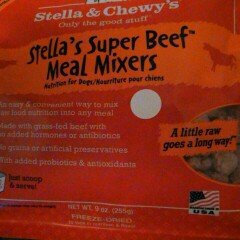 Stella & Chewy's
Only the good stuff
Stella's Super Beef™
Meal Mixers
Nutrition for Dogs/Nourriture pour chiens
An easy & convenient way to mix
raw food nutrition into any meal
Made with grass-fed beef with
no added hormones or antibiotics
No grains or artificial preservatives
With added probiotics & antioxidants
A little raw
goes a long way!™
Just scoop
& serve!
NET WT. 9 oz. (255g)
FREEZE-DRIED
USA